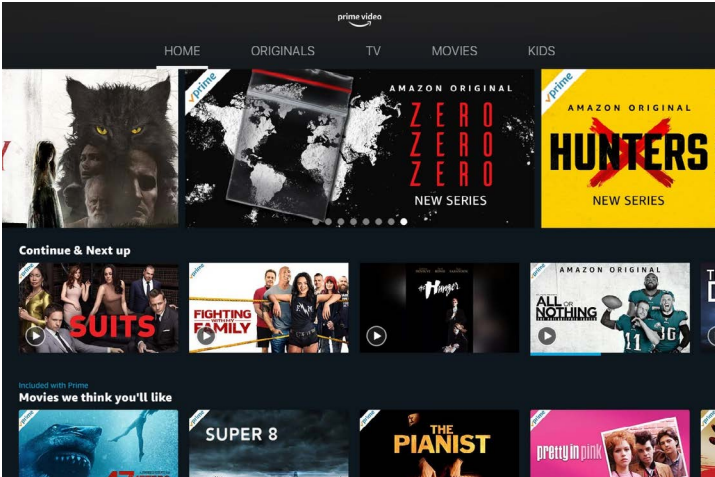 prime video
HOME ORIGINALS TV MOVIES KIDS
Y
prime
AMAZON ORIGINAL
ZERO
ZERO
ZERO
NEW SERIES
prime
AMAZON ORIGINAL
HUNTERS
NEW SERIES
Continue & Next up
prime
SUITS
prime
FIGHTING
WITH MY
FAMILY
The Hunger
prime
AMAZON ORIGINAL
ALL OR
NOTHING
Included with Prime
Movies we think you'll like
prime
47
prime
SUPER 8
prime
THE
PIANIST
prime
pretty in pink